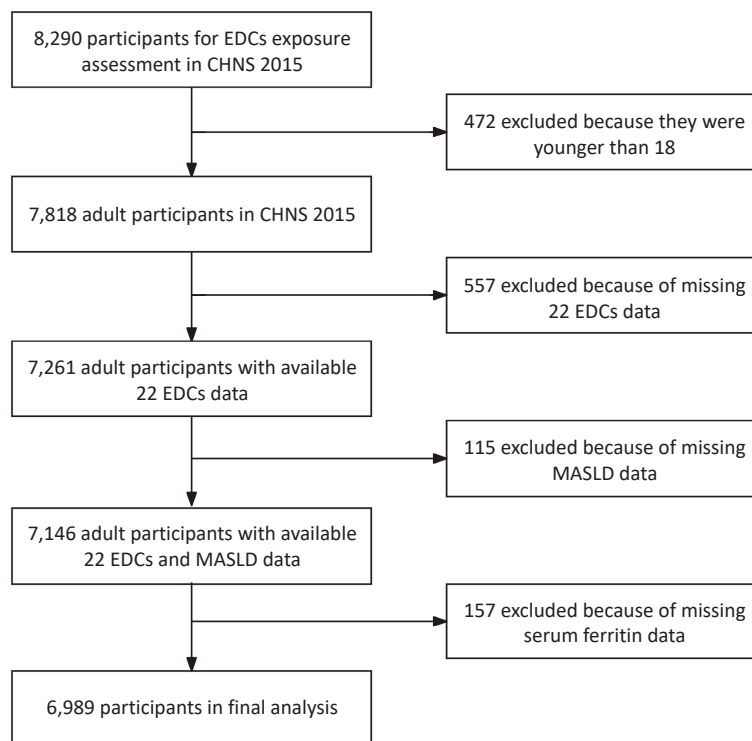 8,290 participants for EDCs exposure
assessment in CHNS 2015
472 excluded because they were
younger than 18
7,818 adult participants in CHNS 2015
557 excluded because of missing
22 EDCs data
7,261 adult participants with available
22 EDCs data
115 excluded because of missing
MASLD data
7,146 adult participants with available
22 EDCs and MASLD data
157 excluded because of missing
serum ferritin data
6,989 participants in final analysis